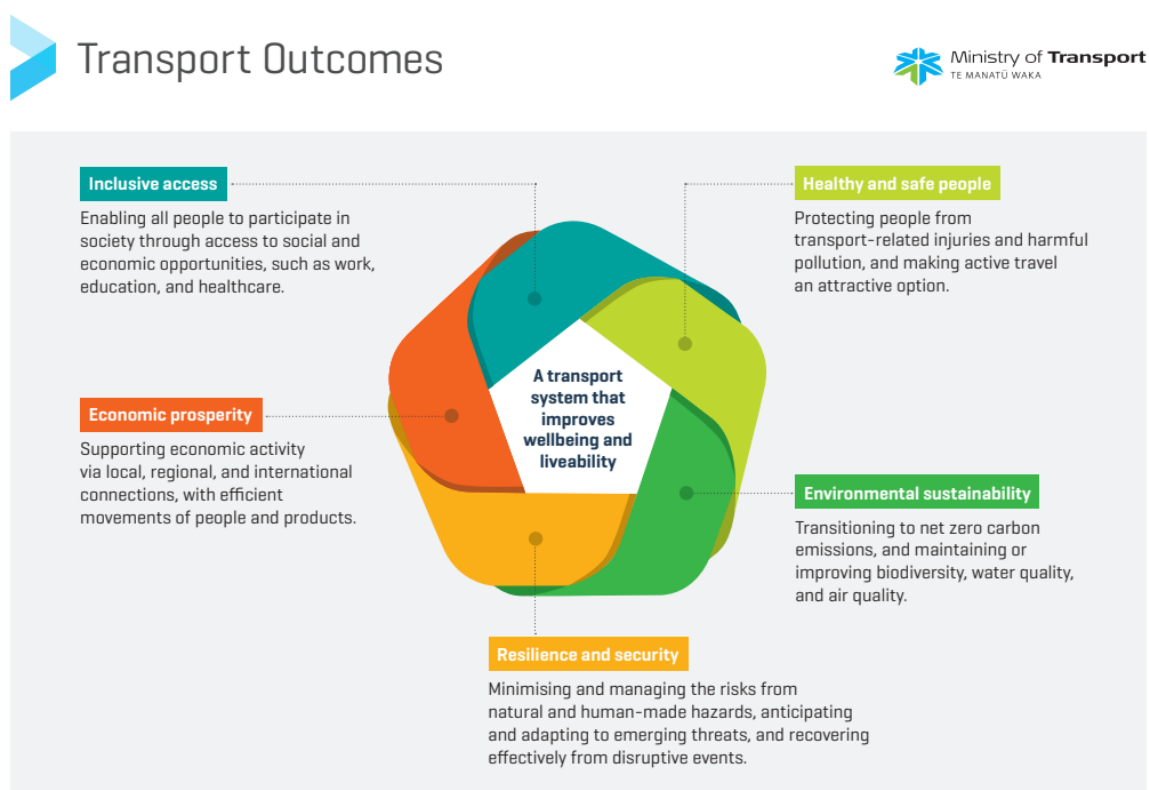 Transport Outcomes
Ministry of Transport
TE MANATŪ WAKA
Inclusive access
Enabling all people to participate in
society through access to social and
economic opportunities, such as work,
education, and healthcare.
Healthy and safe people
Protecting people from
transport-related injuries and harmful
pollution, and making active travel
an attractive option.
A transport
system that
improves
wellbeing and
liveability
Economic prosperity
Supporting economic activity
via local, regional, and international
connections, with efficient
movements of people and products.
Environmental sustainability
Transitioning to net zero carbon
emissions, and maintaining or
improving biodiversity, water quality,
and air quality.
Resilience and security
Minimising and managing the risks from
natural and human-made hazards, anticipating
and adapting to emerging threats, and recovering
effectively from disruptive events.